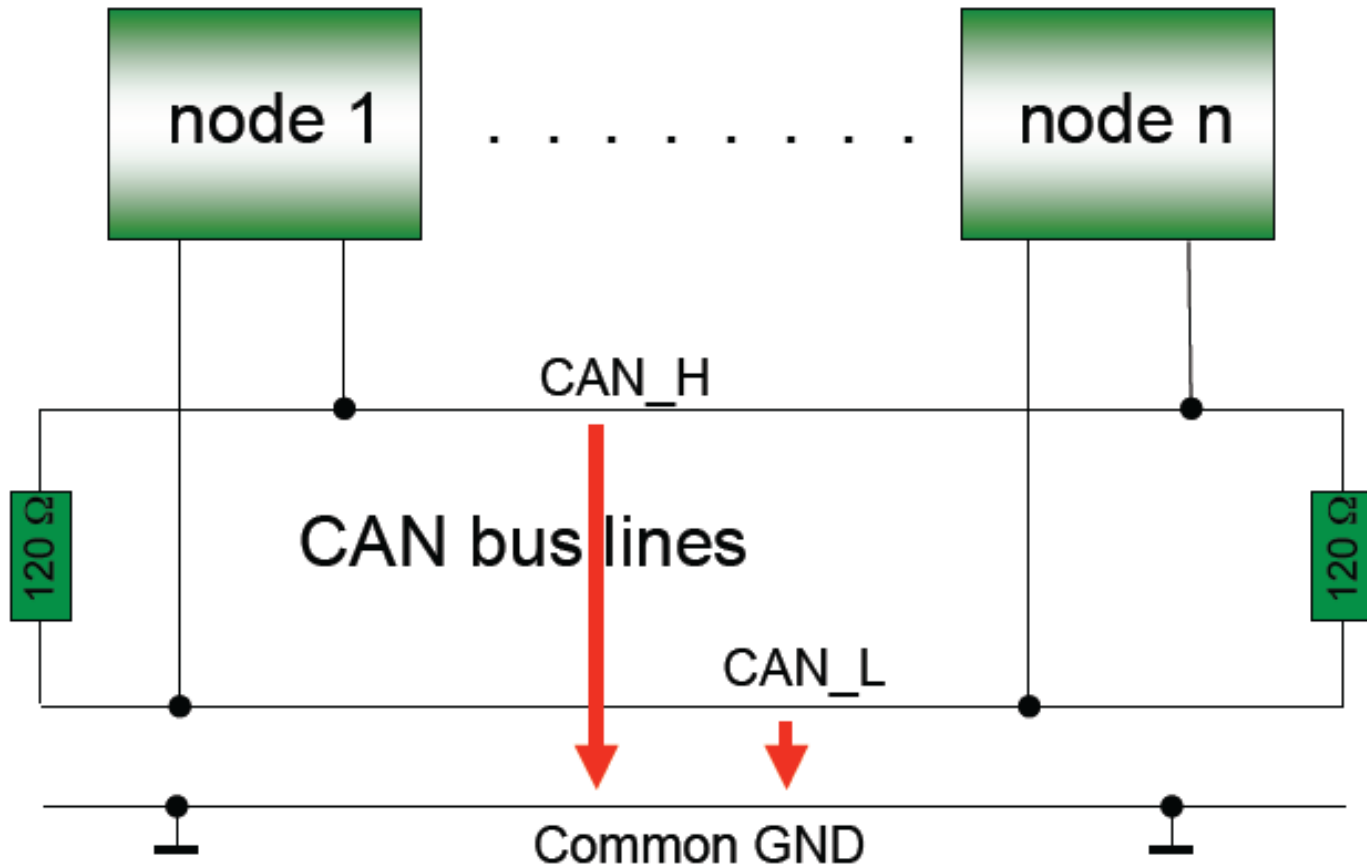 node 1
. . . . . . . . .
node n
CAN_H
120 Ω
CAN bus lines
120 Ω
CAN_L
Common GND